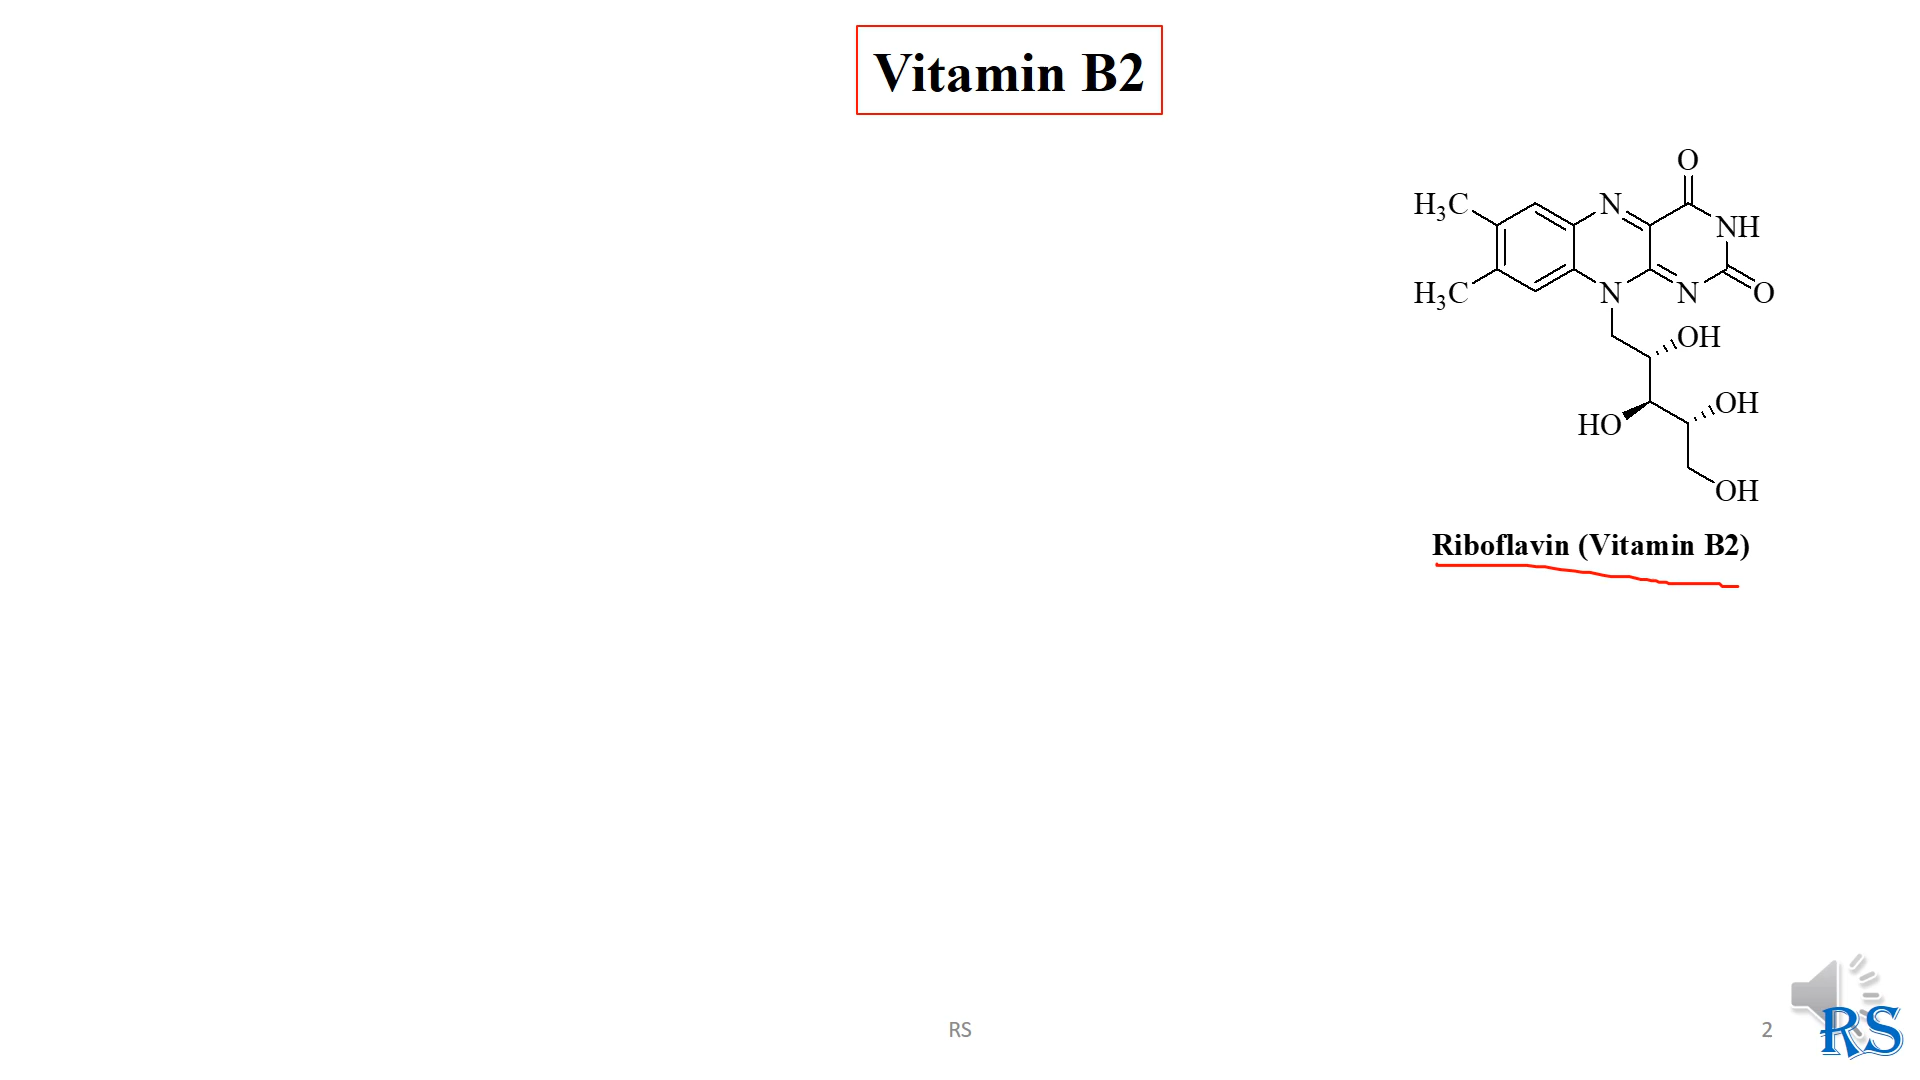 Vitamin B2
O
H₃C
N
NH
H₃C
N
N
O
OH
OH
HO
OH
Riboflavin (Vitamin B2)
RS
2
RS